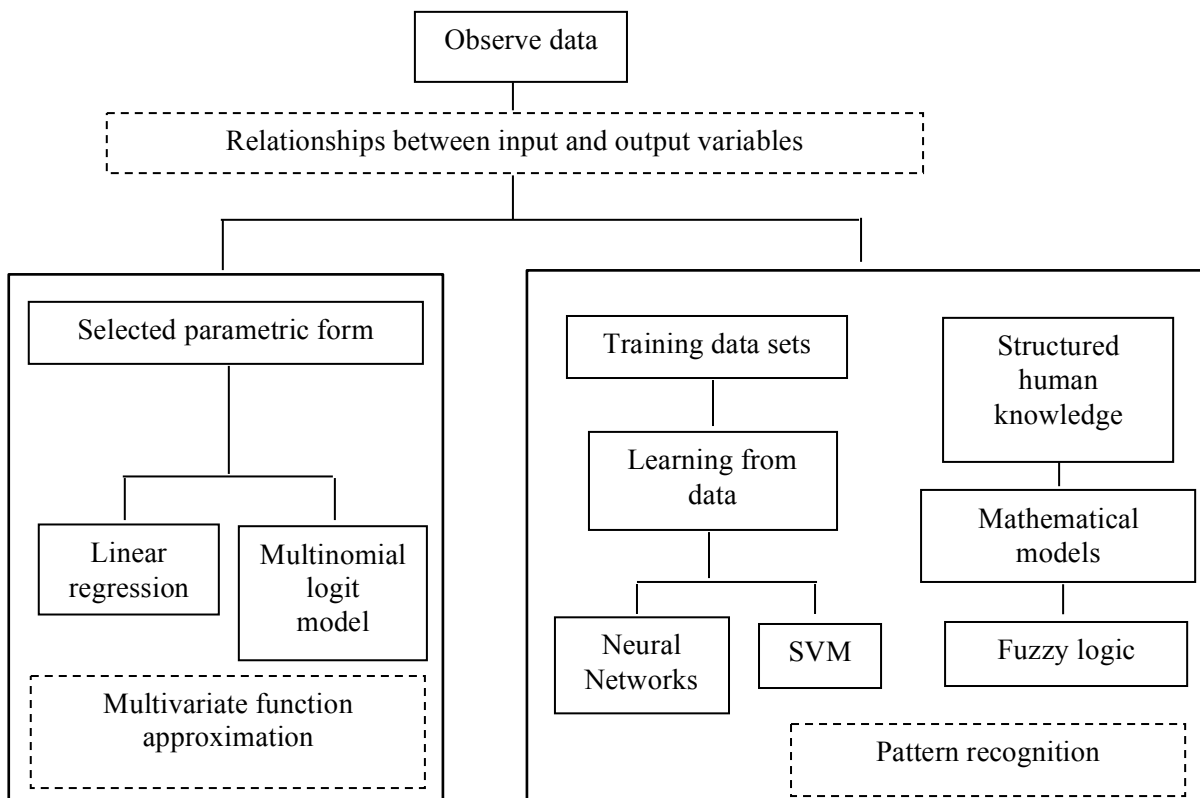 Observe data
Relationships between input and output variables
Selected parametric form
Linear
regression
Multinomial
logit
model
Multivariate function
approximation
Training data sets
Learning from
data
Neural
Networks
SVM
Structured
human
knowledge
Mathematical
models
Fuzzy logic
Pattern recognition